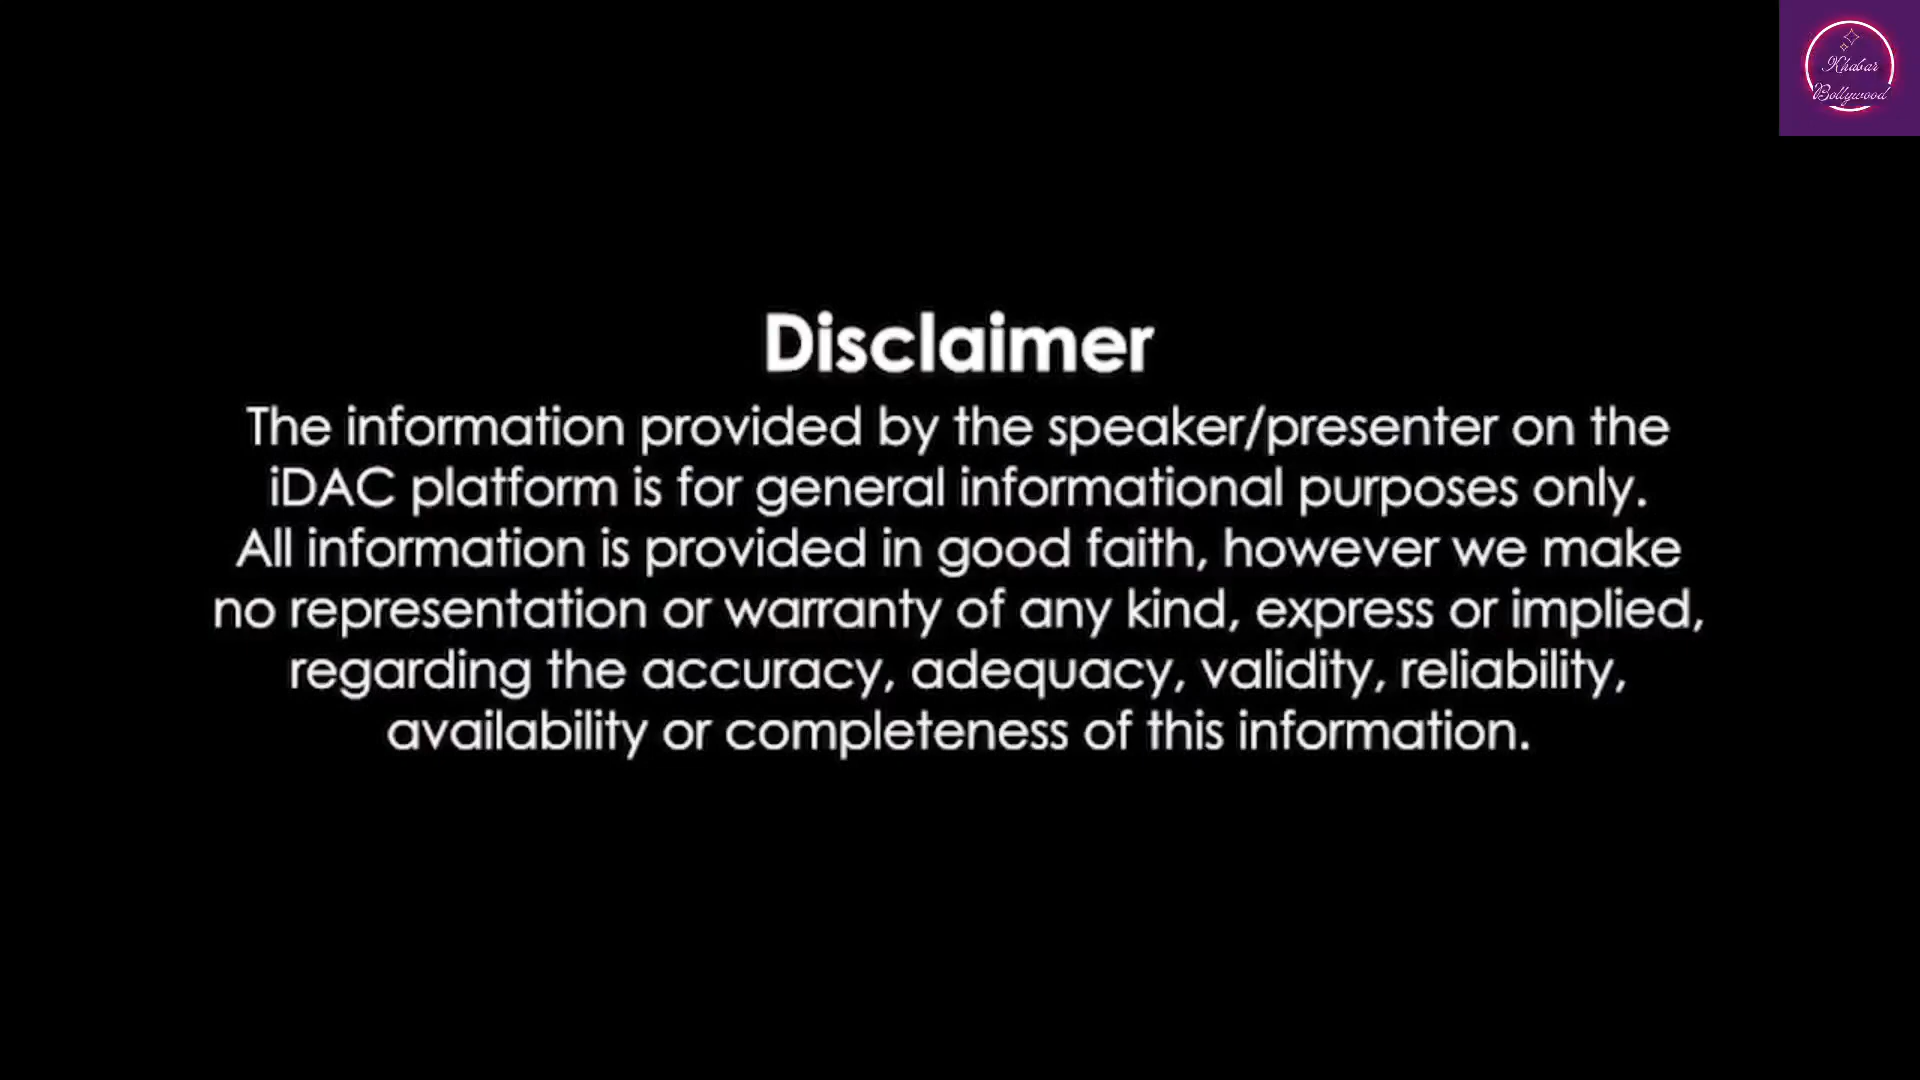 Khabar
Bollywood
Disclaimer
The information provided by the speaker/presenter on the
iDAC platform is for general informational purposes only.
All information is provided in good faith, however we make
no representation or warranty of any kind, express or implied,
regarding the accuracy, adequacy, validity, reliability,
availability or completeness of this information.